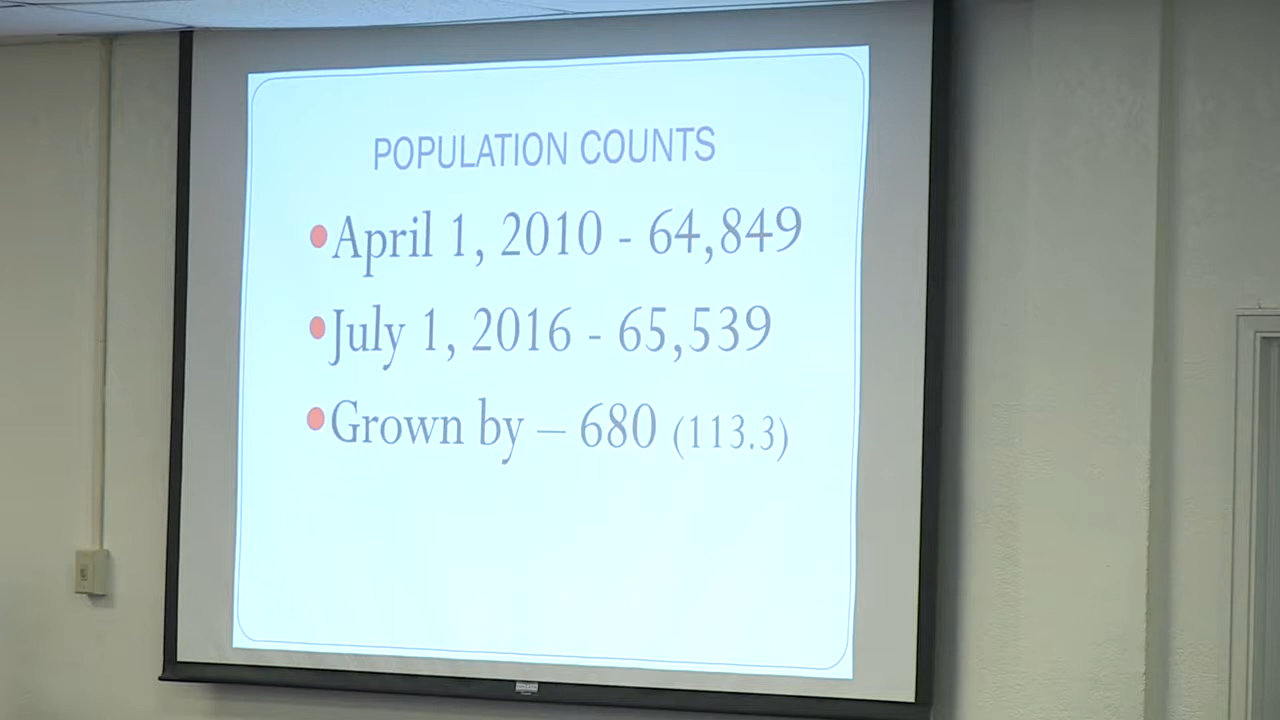 POPULATION COUNTS
•April 1, 2010 - 64,849
•July 1, 2016 - 65,539
•Grown by – 680 (113.3)